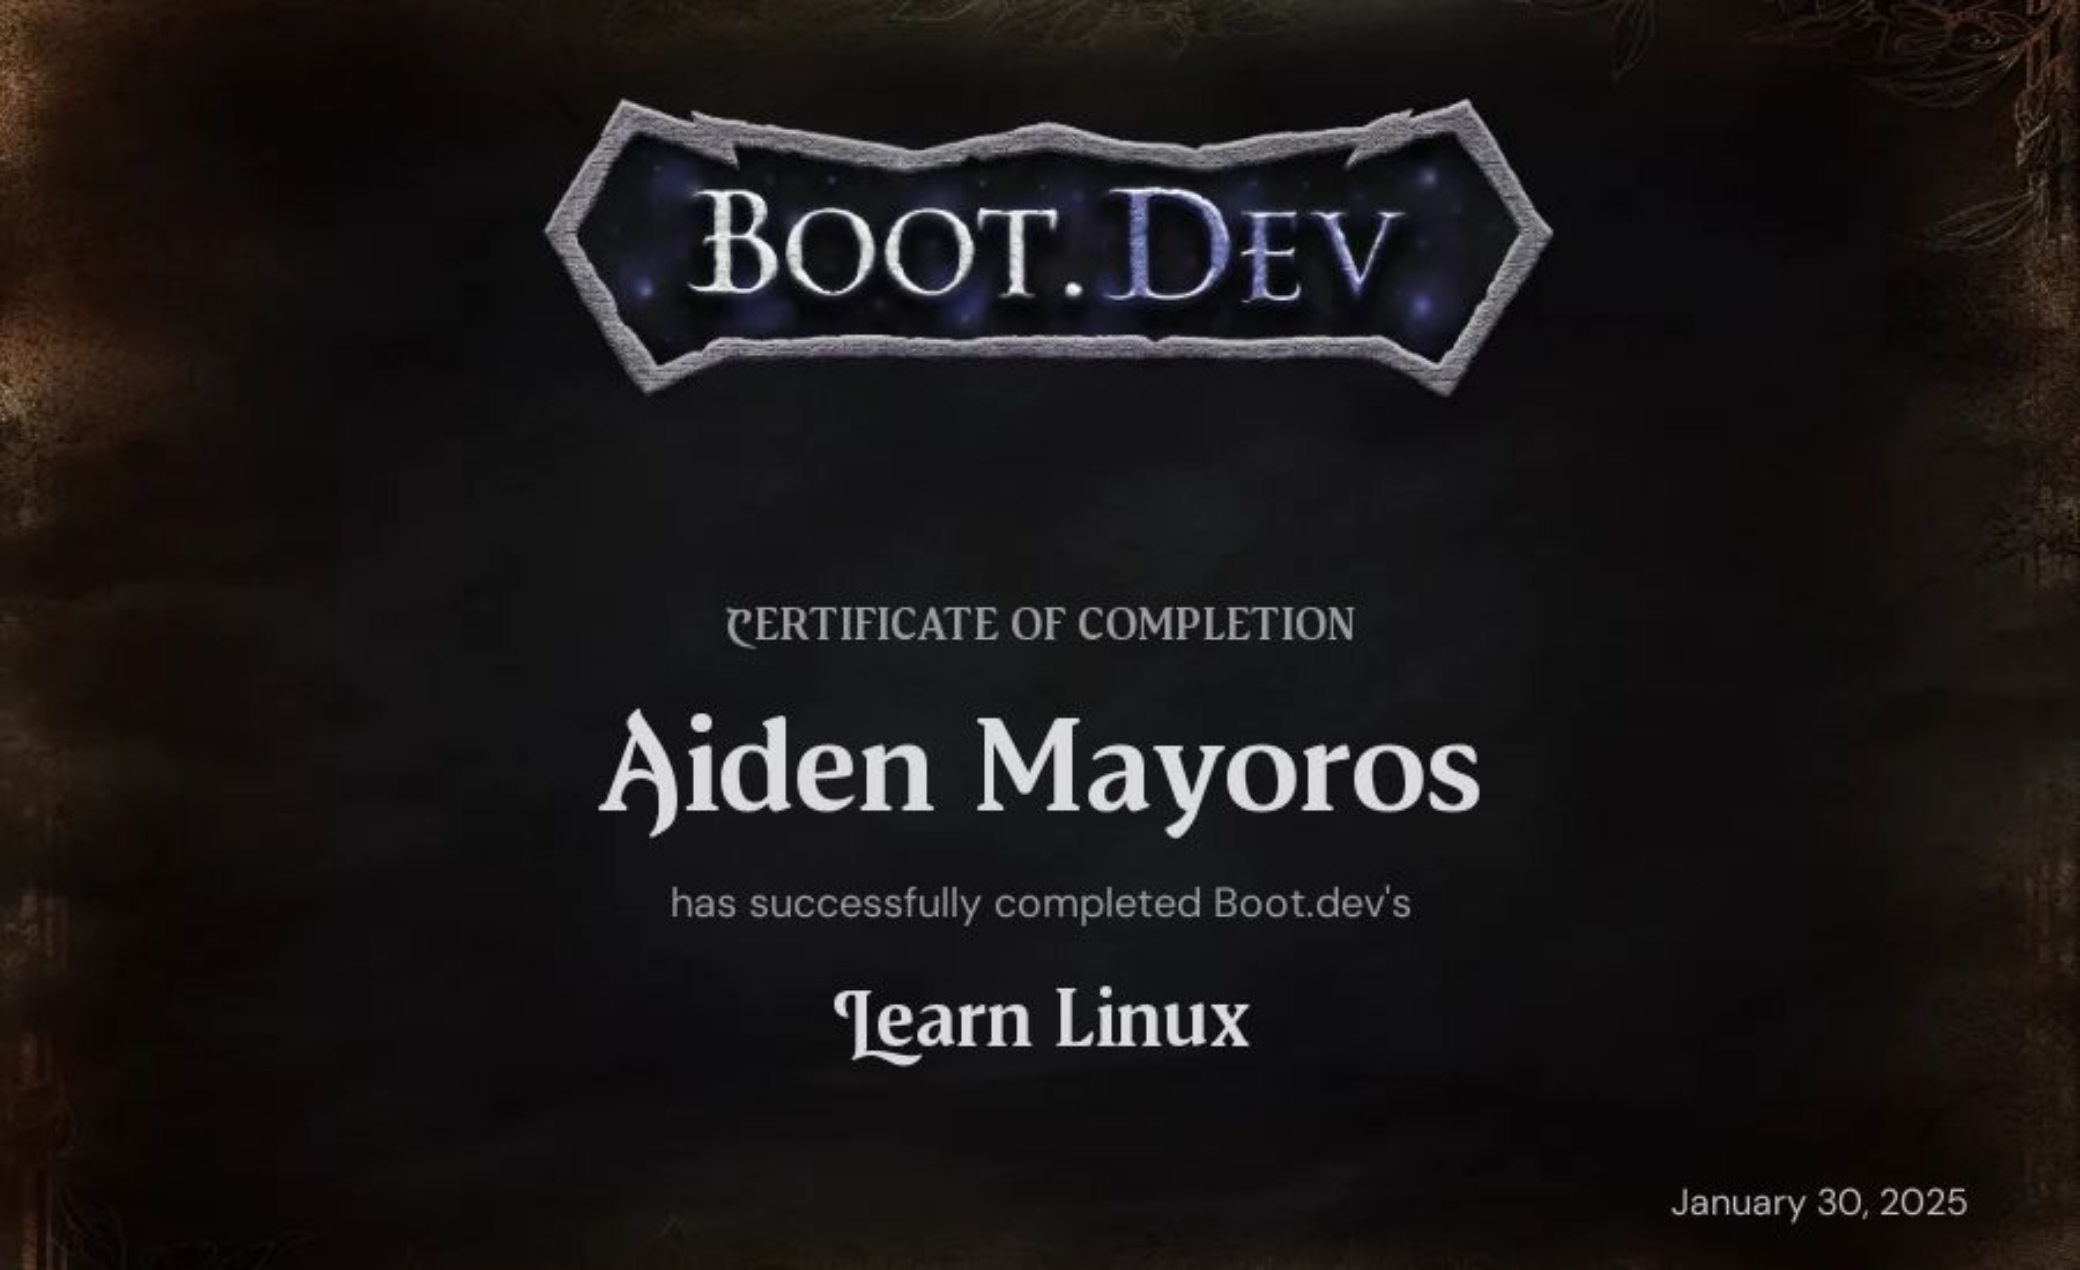 BOOT.DEV
CERTIFICATE OF COMPLETION
Aiden Mayoros
has successfully completed Boot.dev's
Learn Linux
January 30, 2025